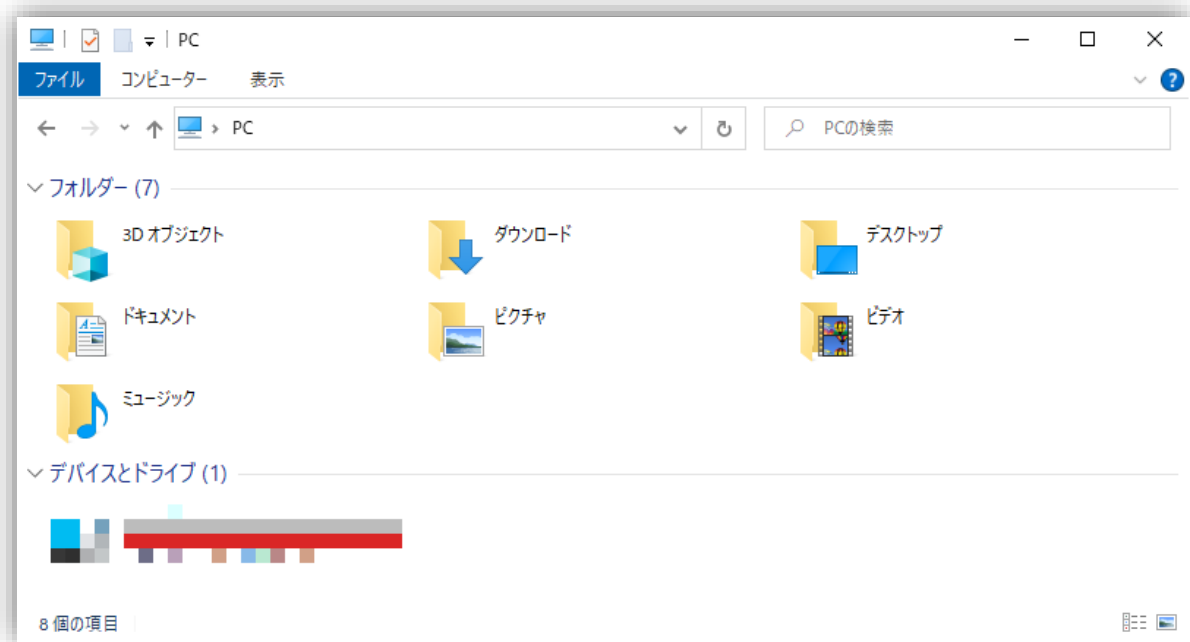 PC
ファイル コンピューター 表示
PC
PCの検索
フォルダー (7)
3D オブジェクト
ダウンロード
デスクトップ
ドキュメント
ピクチャ
ビデオ
ミュージック
デバイスとドライブ (1)
8 個の項目